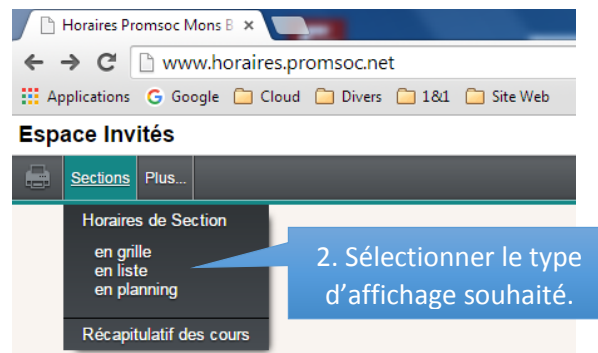 Horaires Promsoc Mons B
www.horaires.promsoc.net
Applications Google Cloud Divers 1&1 Site Web
Espace Invités
Sections Plus...
Horaires de Section
en grille
en liste
en planning
2. Sélectionner le type
d’affichage souhaité.
Récapitulatif des cours